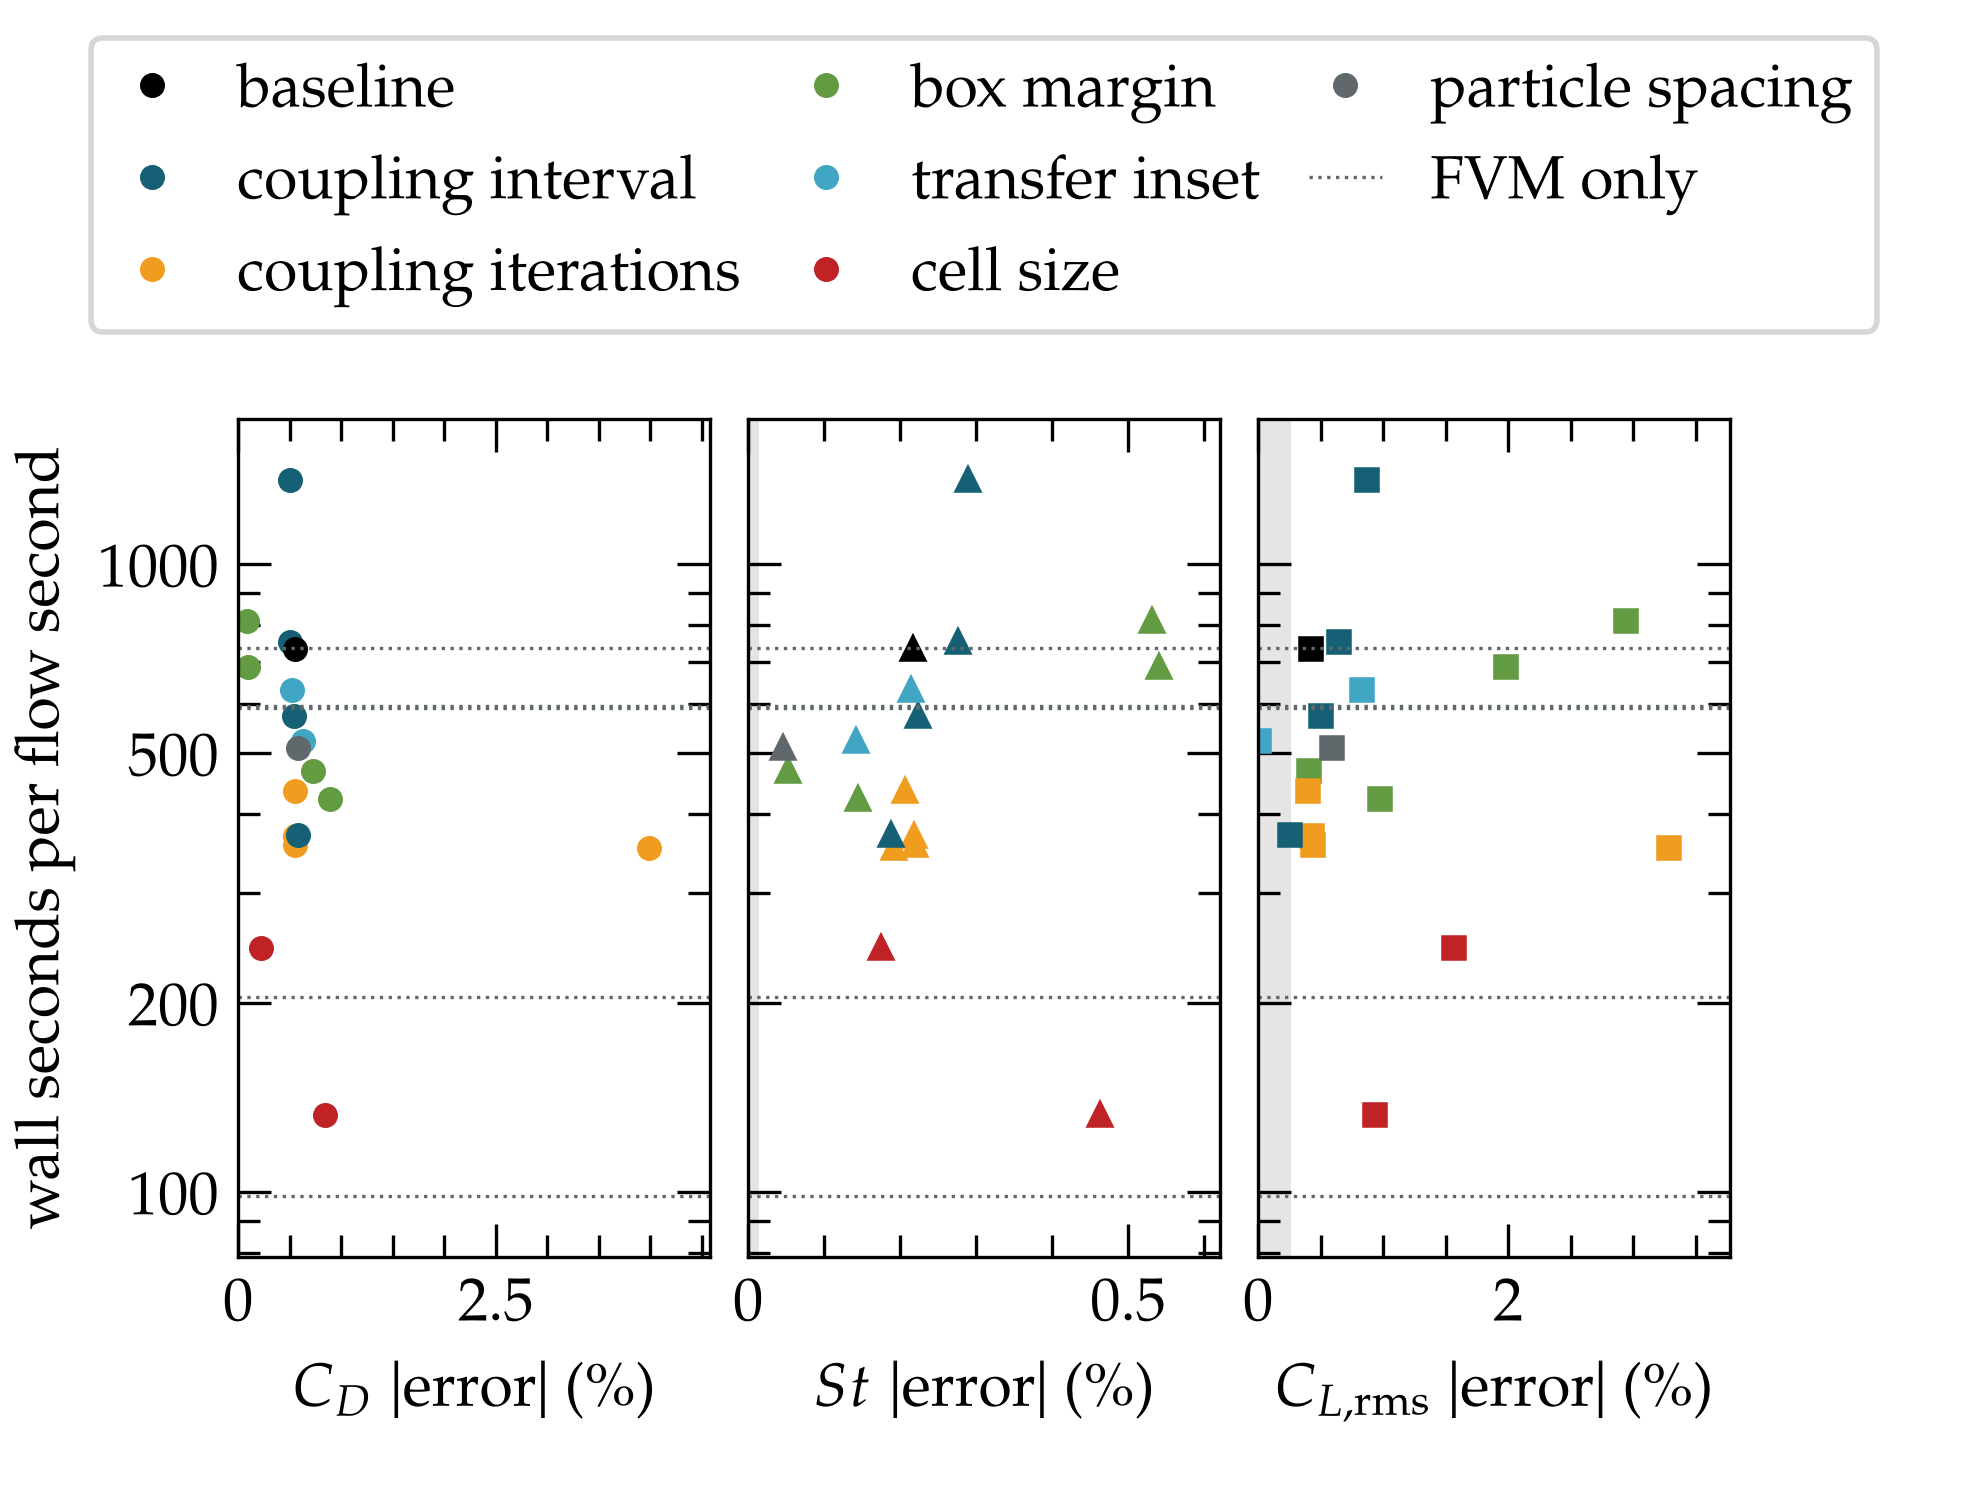 baseline
coupling interval
coupling iterations
box margin
transfer inset
cell size
particle spacing
FVM only
wall seconds per flow second
1000
500
200
100
0 2.5
0 0.5
0 2
C_D |error| (%)
St |error| (%)
C_{L,rms} |error| (%)